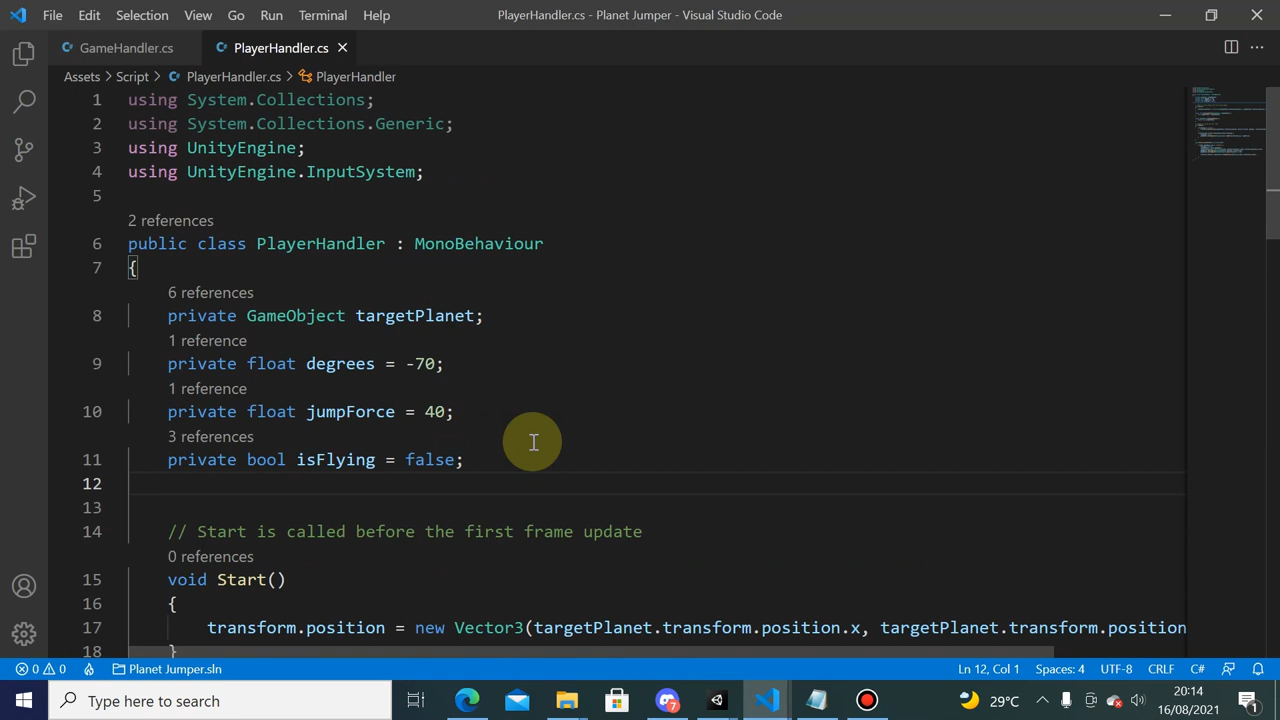 File Edit Selection View Go Run Terminal Help PlayerHandler.cs - Planet Jumper - Visual Studio Code
GameHandler.cs PlayerHandler.cs
Assets > Script > PlayerHandler.cs > PlayerHandler
1 using System.Collections;
2 using System.Collections.Generic;
3 using UnityEngine;
4 using UnityEngine.InputSystem;
5
2 references
6 public class PlayerHandler : MonoBehaviour
7 {
6 references
8 private GameObject targetPlanet;
1 reference
9 private float degrees = -70;
1 reference
10 private float jumpForce = 40;
3 references
11 private bool isFlying = false;
12
13
14 // Start is called before the first frame update
0 references
15 void Start()
16 {
17 transform.position = new Vector3(targetPlanet.transform.position.x, targetPlanet.transform.position
18 }
0 0 Planet Jumper.sln Ln 12, Col 1 Spaces: 4 UTF-8 CRLF C#
Type here to search 7 29°C 20:14
16/08/2021 1